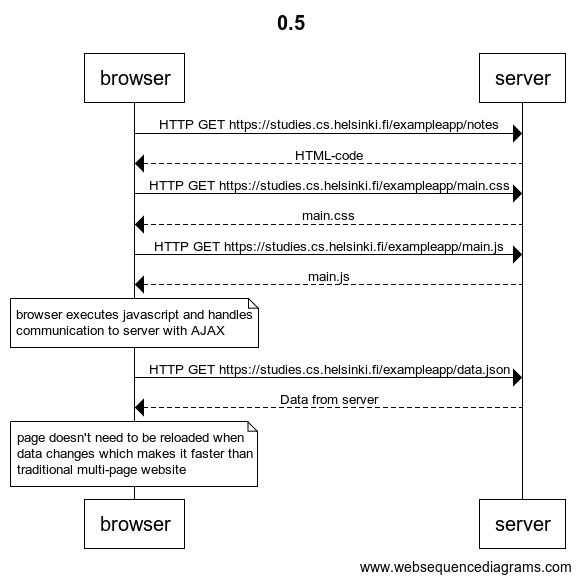 0.5
browser
server
HTTP GET https://studies.cs.helsinki.fi/exampleapp/notes
HTML-code
HTTP GET https://studies.cs.helsinki.fi/exampleapp/main.css
main.css
HTTP GET https://studies.cs.helsinki.fi/exampleapp/main.js
main.js
browser executes javascript and handles
communication to server with AJAX
HTTP GET https://studies.cs.helsinki.fi/exampleapp/data.json
Data from server
page doesn't need to be reloaded when
data changes which makes it faster than
traditional multi-page website
browser
server
www.websequencediagrams.com